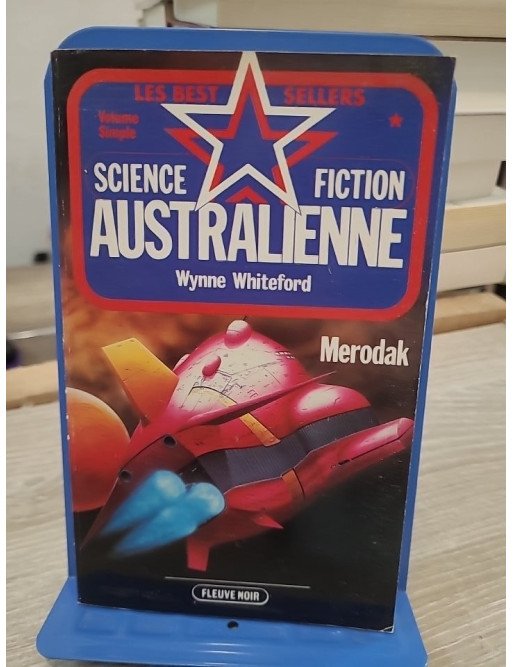 LES BEST SELLERS
Volume
Simple
SCIENCE FICTION
AUSTRALIENNE
Wynne Whiteford
Merodak
FLEUVE NOIR